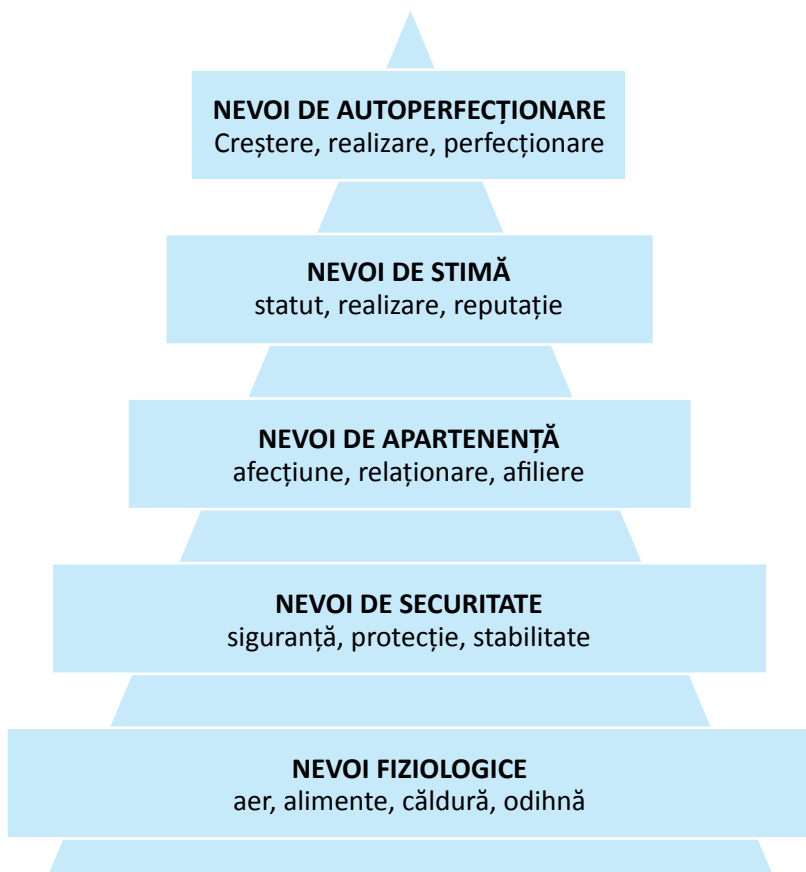 NEVOI DE AUTOPERFECȚIONARE
Creștere, realizare, perfecționare
NEVOI DE STIMĂ
statut, realizare, reputație
NEVOI DE APARTENENȚĂ
afecțiune, relaționare, afiliere
NEVOI DE SECURITATE
siguranță, protecție, stabilitate
NEVOI FIZIOLOGICE
aer, alimente, căldură, odihnă